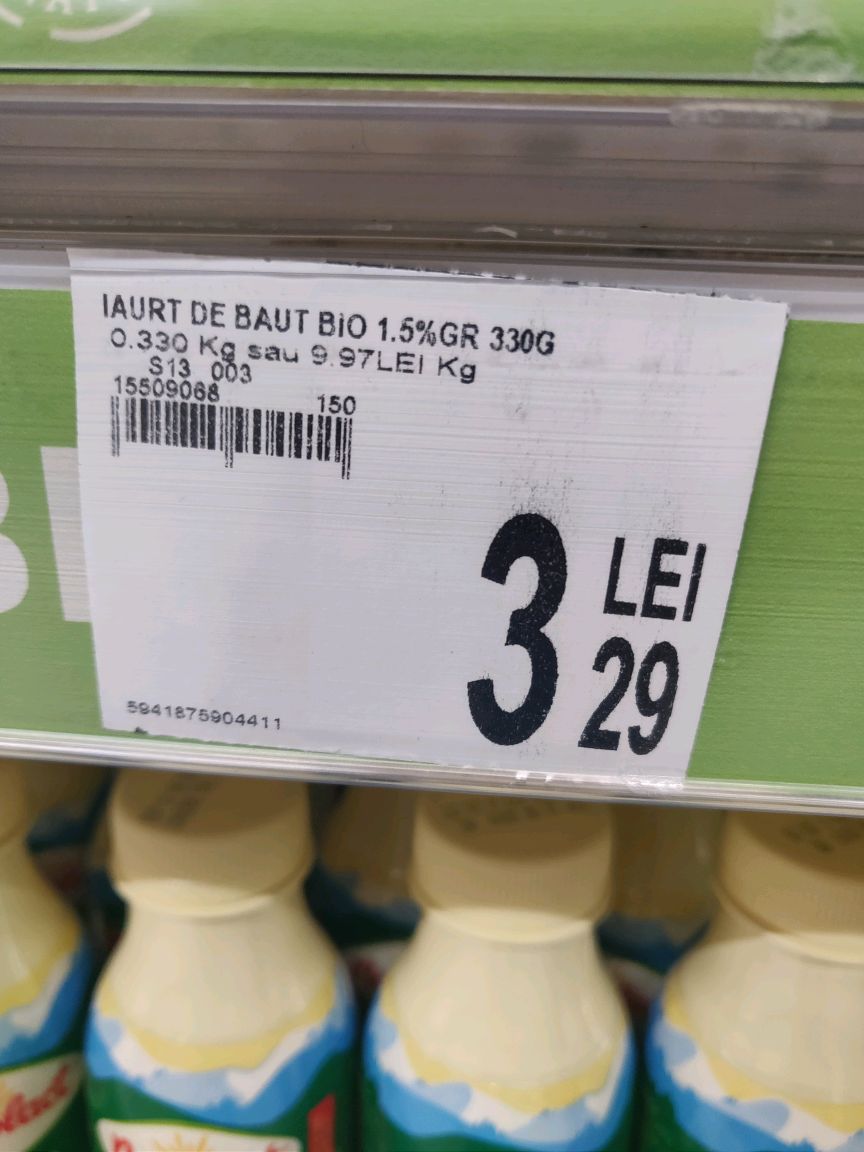 IAURT DE BAUT BIO 1.5%GR 330G
0.330 Kg sau 9.97LEI Kg
S13 003
15509068 150
3 LEI
29
5941875904411